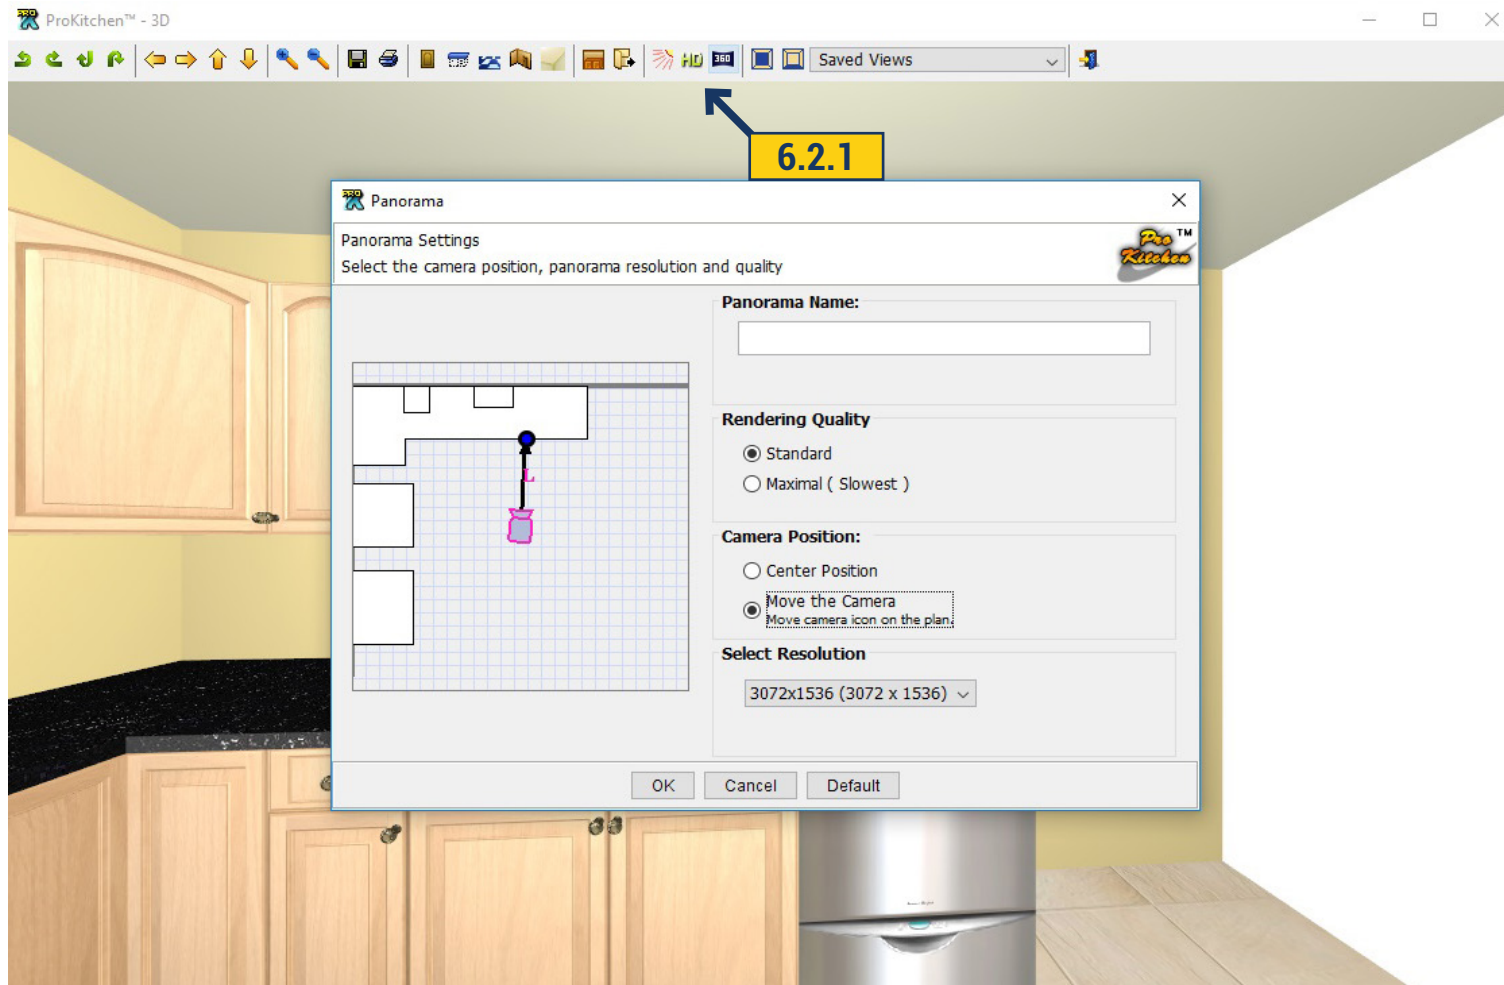 ProKitchen™ - 3D
HD
360
Saved Views
6.2.1
Panorama
Panorama Settings
Select the camera position, panorama resolution and quality
Pro Kitchen™
Panorama Name:
Rendering Quality
Standard
Maximal ( Slowest )
Camera Position:
Center Position
Move the Camera
Move camera icon on the plan.
Select Resolution
3072x1536 (3072 x 1536)
L
OK
Cancel
Default